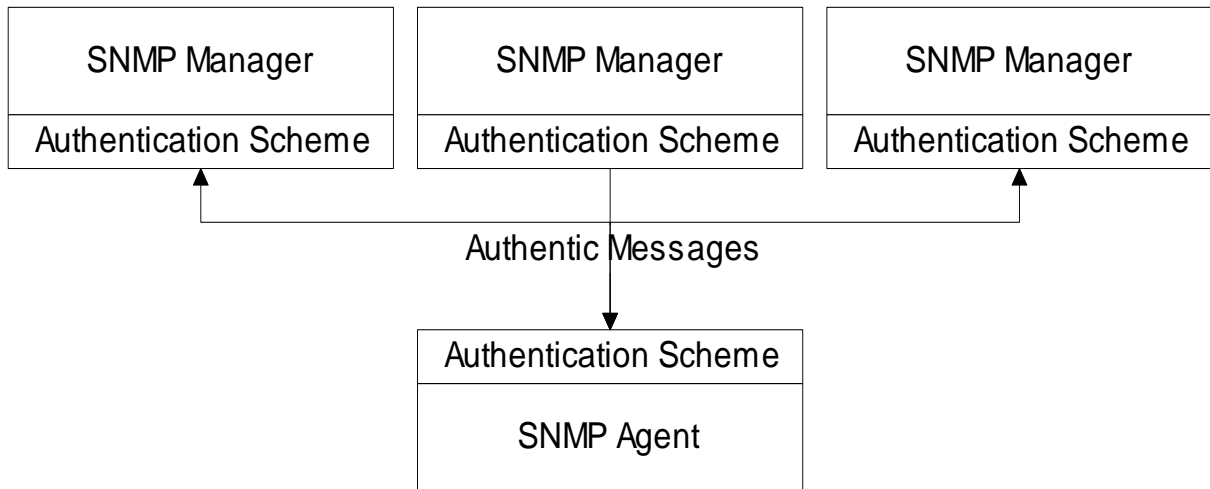 SNMP Manager
SNMP Manager
SNMP Manager
Authentication Scheme
Authentication Scheme
Authentication Scheme
Authentic Messages
Authentication Scheme
SNMP Agent